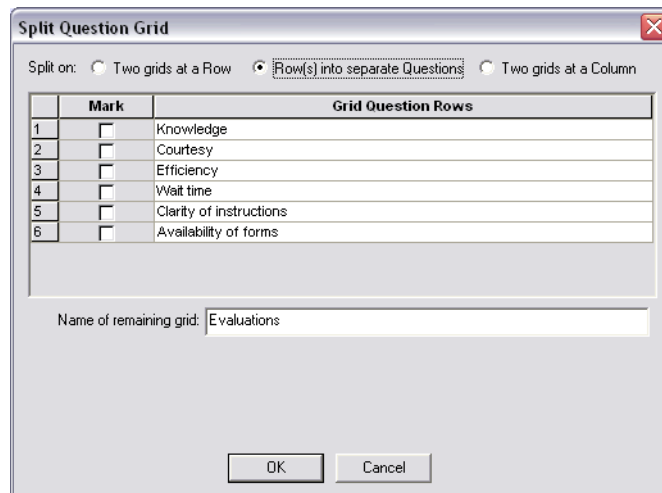 Split Question Grid
Split on: Two grids at a Row Row(s) into separate Questions Two grids at a Column
Mark Grid Question Rows
1 Knowledge
2 Courtesy
3 Efficiency
4 Wait time
5 Clarity of instructions
6 Availability of forms
Name of remaining grid: Evaluations
OK Cancel